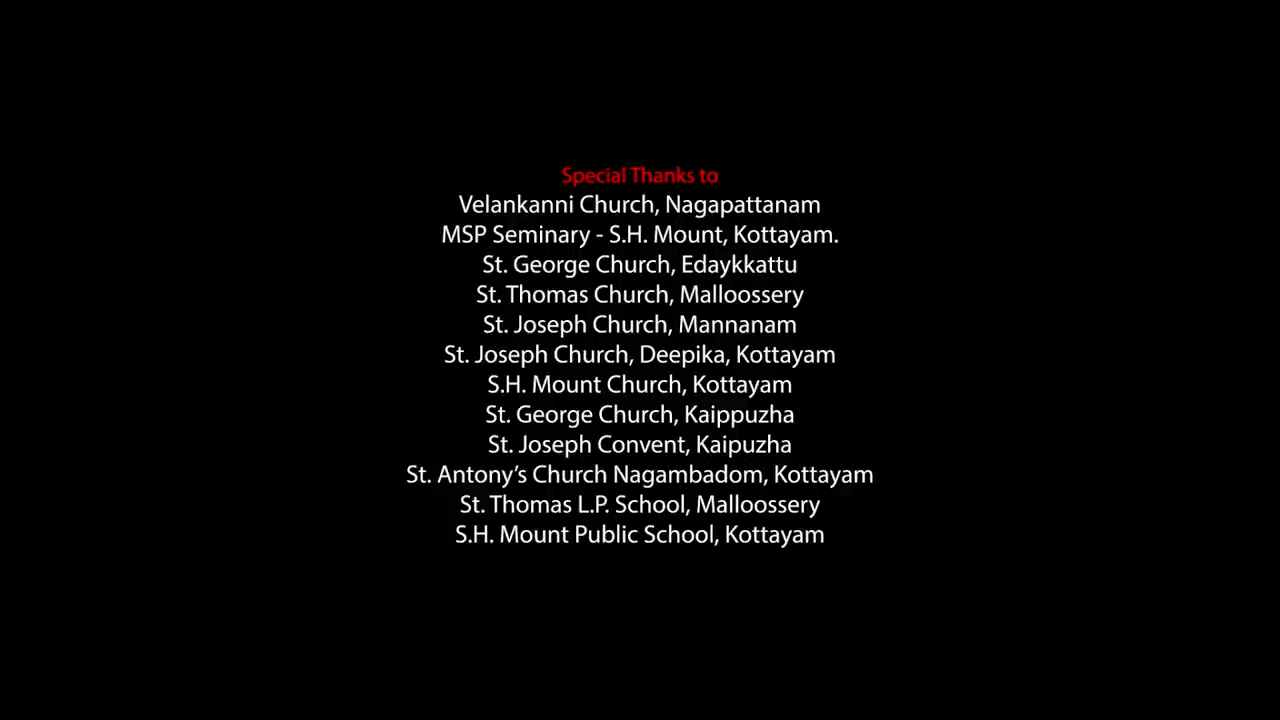 Special Thanks to
Velankanni Church, Nagapattanam
MSP Seminary - S.H. Mount, Kottayam.
St. George Church, Edaykkattu
St. Thomas Church, Malloossery
St. Joseph Church, Mannanam
St. Joseph Church, Deepika, Kottayam
S.H. Mount Church, Kottayam
St. George Church, Kaippuzha
St. Joseph Convent, Kaipuzha
St. Antony’s Church Nagambadom, Kottayam
St. Thomas L.P. School, Malloossery
S.H. Mount Public School, Kottayam